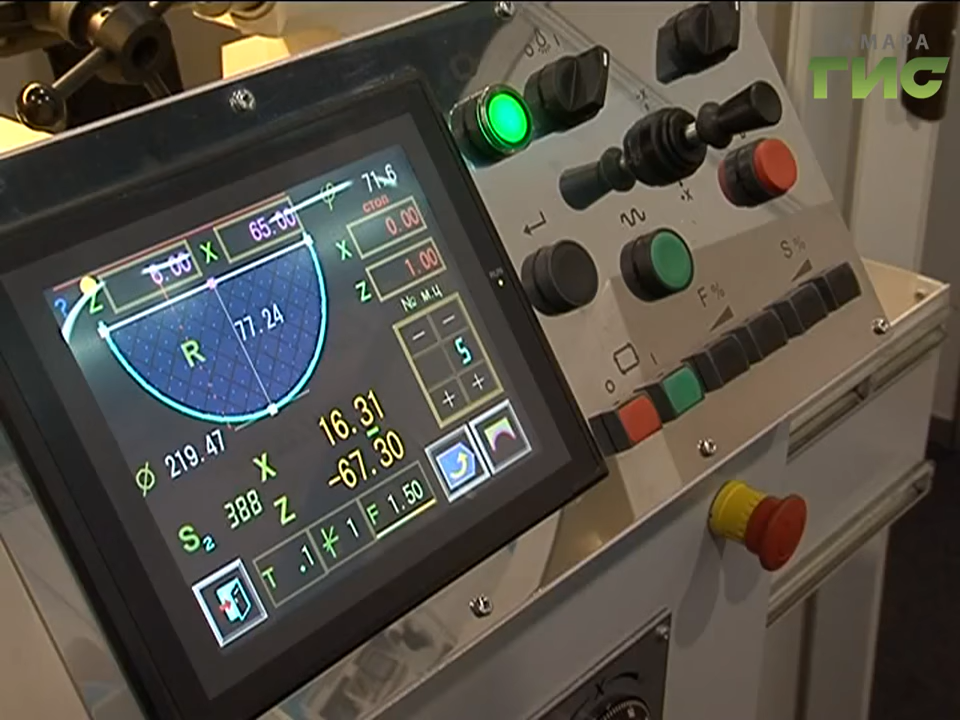 САМАРА
ГИС
?
Z 6.00 X 65.00 φ 71.6
стоп
X 0.00
Z 1.00
R 77.24
№ м.ц
5
Ø 219.47
X 16.31
Z -67.30
S2 388
T .1
1
F 1.50
S %
F %
O I
-X